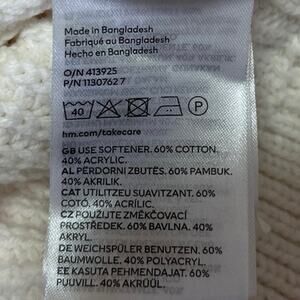 Made in Bangladesh
Fabriqué au Bangladesh
Hecho en Bangladesh
O/N 413925
P/N 1130762 7
40 P
hm.com/takecare
GB USE SOFTENER. 60% COTTON.
40% ACRYLIC.
AL PËRDORNI ZBUTËS. 60% PAMBUK.
40% AKRILIK.
CAT UTILITZEU SUAVITZANT. 60%
COTÓ, 40% ACRÍLIC.
CZ POUŽIJTE ZMĚKČOVACÍ
PROSTŘEDEK. 60% BAVLNA. 40%
AKRYL.
DE WEICHSPÜLER BENUTZEN. 60%
BAUMWOLLE. 40% POLYACRYL.
EE KASUTA PEHMENDAJAT. 60%
PUUVILL. 40% AKRÜÜL.